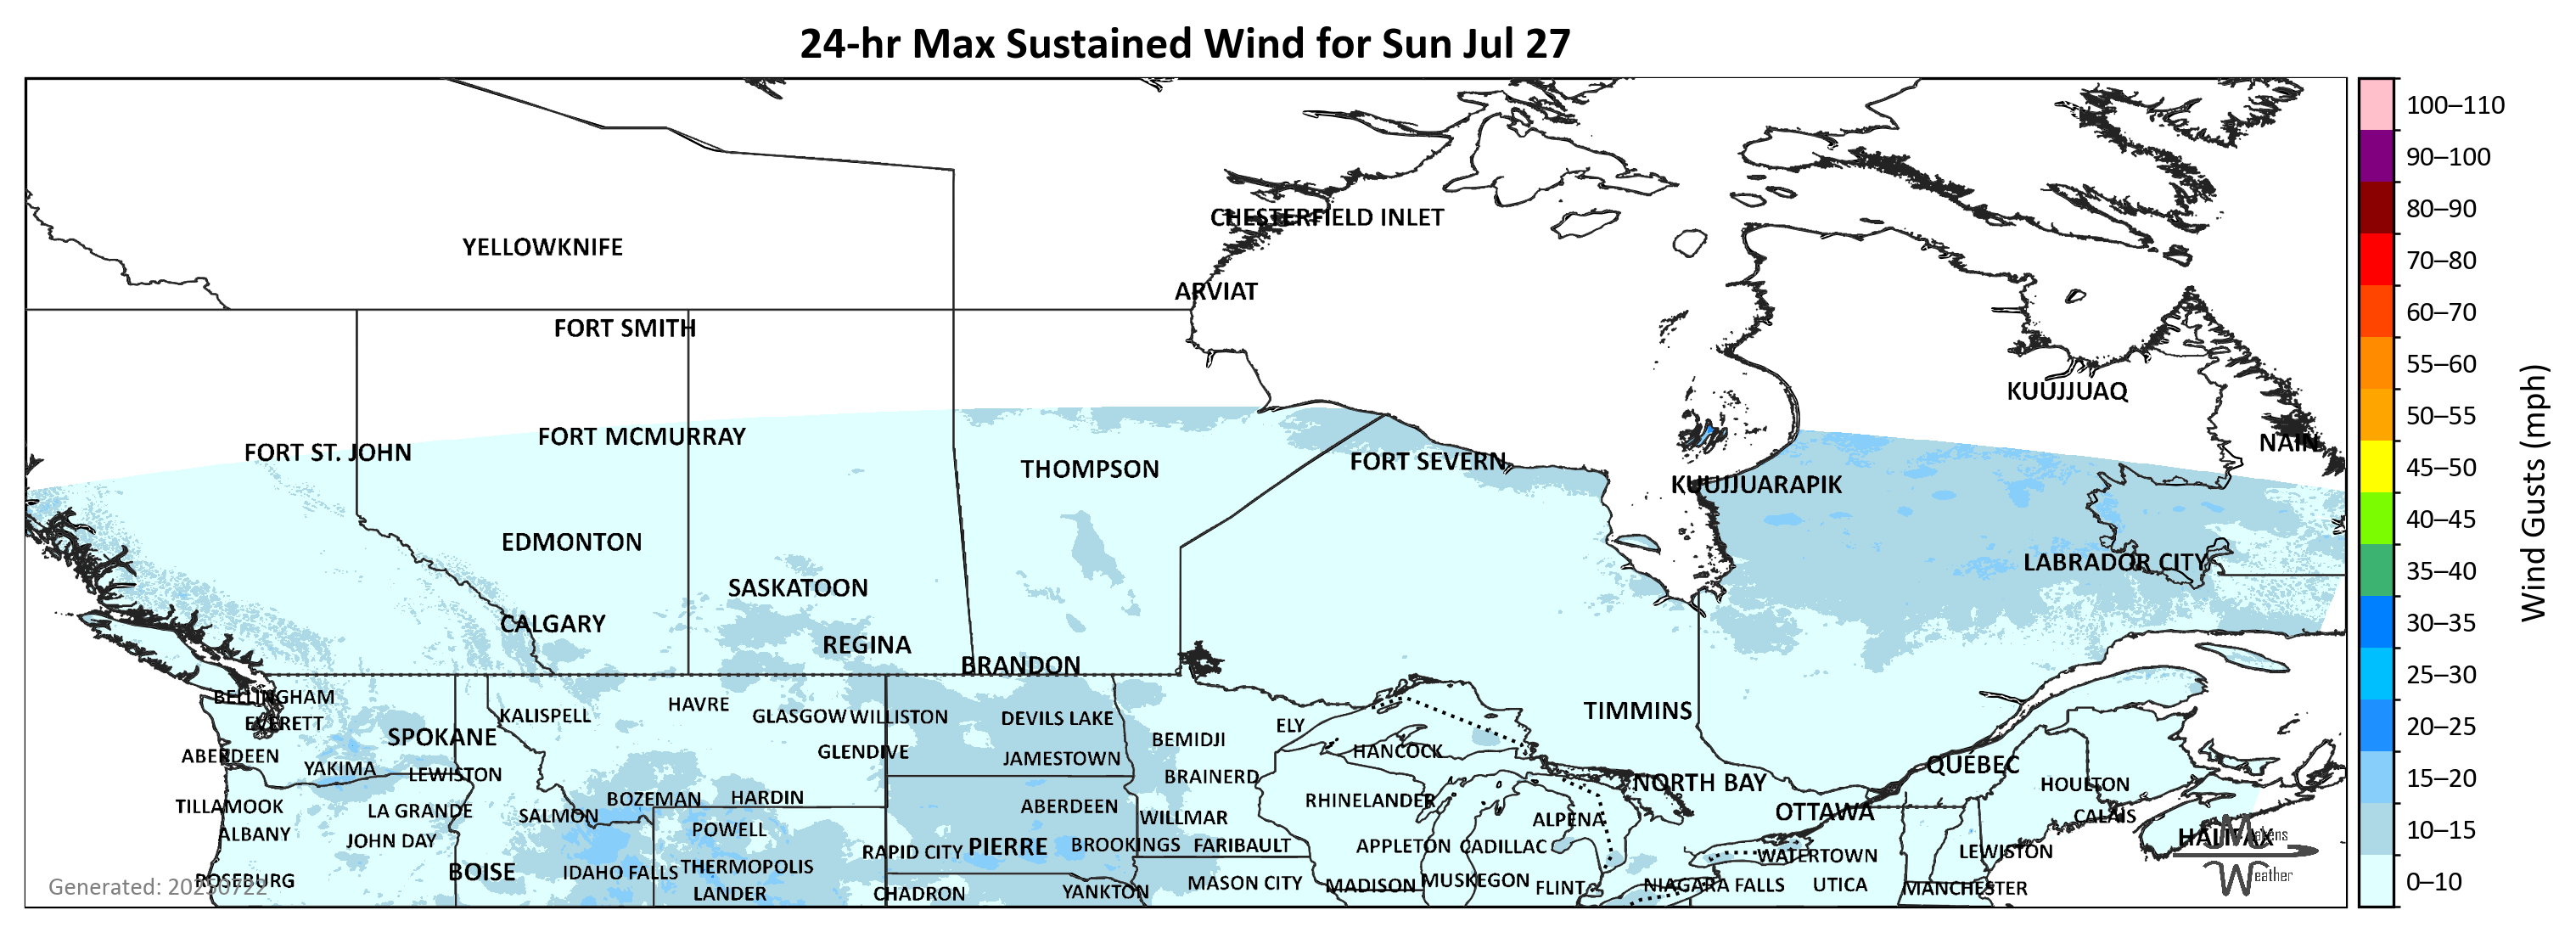 24-hr Max Sustained Wind for Sun Jul 27
100–110
90–100
80–90
70–80
60–70
55–60
50–55
45–50
40–45
35–40
30–35
25–30
20–25
15–20
10–15
0–10
Wind Gusts (mph)
CHESTERFIELD INLET
YELLOWKNIFE
ARVIAT
FORT SMITH
KUUJJUAQ
FORT MCMURRAY
NAIN
FORT ST. JOHN
FORT SEVERN
THOMPSON
KUUJJUARAPIK
EDMONTON
LABRADOR CITY
SASKATOON
CALGARY
REGINA
BRANDON
BELLINGHAM
HAVRE
TIMMINS
KALISPELL
GLASGOW
WILLISTON
DEVILS LAKE
EVERETT
ELY
SPOKANE
BEMIDJI
HANCOCK
GLENDIVE
ABERDEEN
JAMESTOWN
QUEBEC
YAKIMA
LEWISTON
BRAINERD
NORTH BAY
HOULTON
BOZEMAN
HARDIN
RHINELANDER
TILLAMOOK
ABERDEEN
LA GRANDE
SALMON
WILLMAR
ALPENA
OTTAWA
CALAIS
POWELL
ALBANY
HALIFAX
JOHN DAY
PIERRE
BROOKINGS
FARIBAULT
APPLETON
CADILLAC
RAPID CITY
LEWISTON
WATERTOWN
THERMOPOLIS
BOISE
IDAHO FALLS
ROSEBURG
MUSKEGON
MASON CITY
MADISON
NIAGARA FALLS
UTICA
FLINT
MANCHESTER
LANDER
CHADRON
YANKTON
Generated: 20250722
Makens
Weather